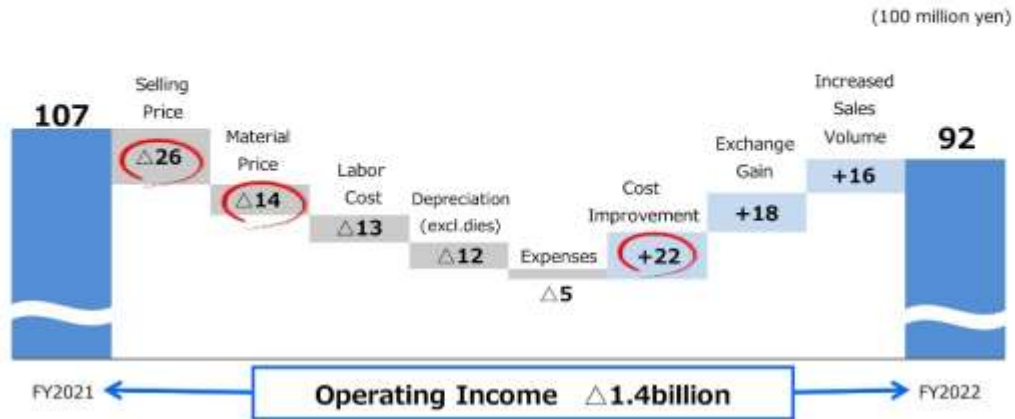 (100 million yen)
107
Selling
Price
△26
Material
Price
△14
Labor
Cost
△13
Depreciation
(excl.dies)
△12
Expenses
△5
Cost
Improvement
+22
Exchange
Gain
+18
Increased
Sales
Volume
+16
92
FY2021
Operating Income △1.4billion
FY2022